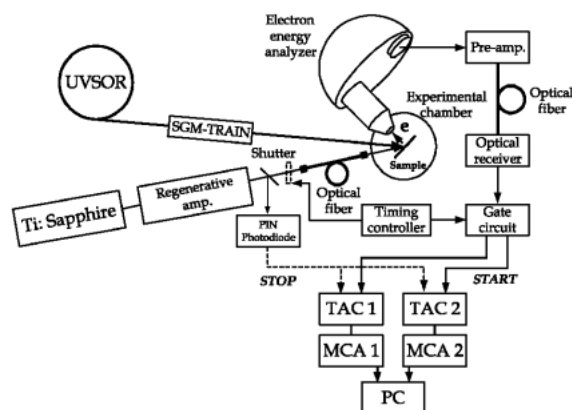 Electron
energy
analyzer
Pre-amp.
UVSOR
Experimental
chamber
Optical
fiber
SGM-TRAIN
e
Sample
Optical
receiver
Shutter
Regenerative
amp.
Optical
fiber
Ti: Sapphire
PIN
Photodiode
Timing
controller
Gate
circuit
STOP
START
TAC 1
TAC 2
MCA 1
MCA 2
PC